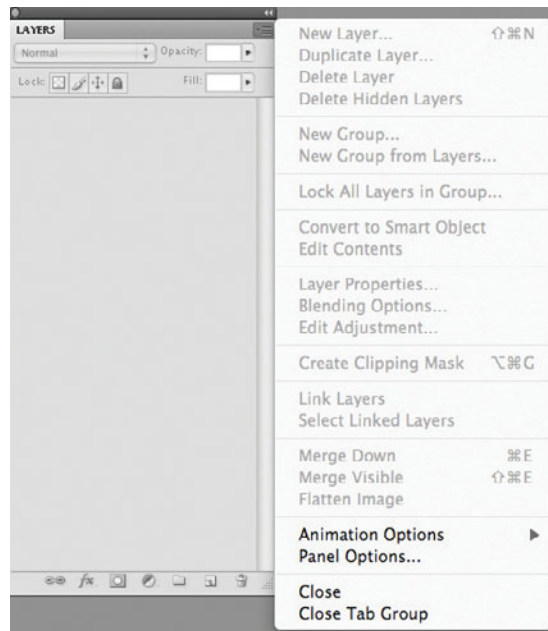 LAYERS
Normal Opacity:
Lock: Fill:
fx
New Layer... ⇧⌘N
Duplicate Layer...
Delete Layer
Delete Hidden Layers
New Group...
New Group from Layers...
Lock All Layers in Group...
Convert to Smart Object
Edit Contents
Layer Properties...
Blending Options...
Edit Adjustment...
Create Clipping Mask ⌥⌘G
Link Layers
Select Linked Layers
Merge Down ⌘E
Merge Visible ⇧⌘E
Flatten Image
Animation Options
Panel Options...
Close
Close Tab Group